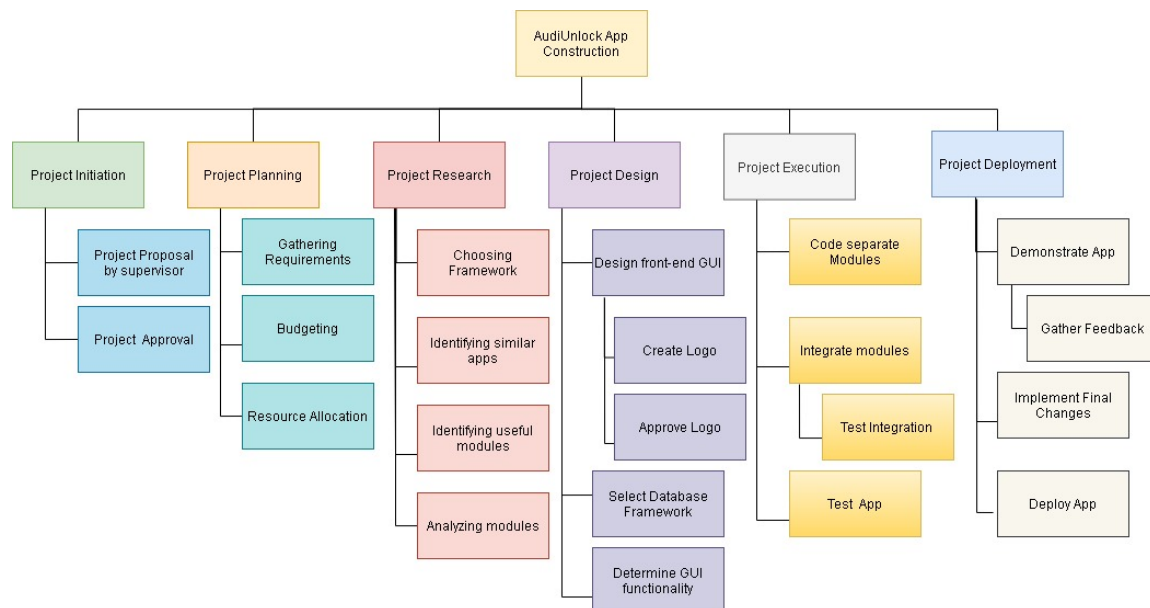 AudiUnlock App
Construction
Project Initiation
Project Planning
Project Research
Project Design
Project Execution
Project Deployment
Project Proposal
by supervisor
Project Approval
Gathering
Requirements
Budgeting
Resource Allocation
Choosing
Framework
Identifying similar
apps
Identifying useful
modules
Analyzing modules
Design front-end GUI
Create Logo
Approve Logo
Select Database
Framework
Determine GUI
functionality
Code separate
Modules
Integrate modules
Test Integration
Test App
Demonstrate App
Gather Feedback
Implement Final
Changes
Deploy App